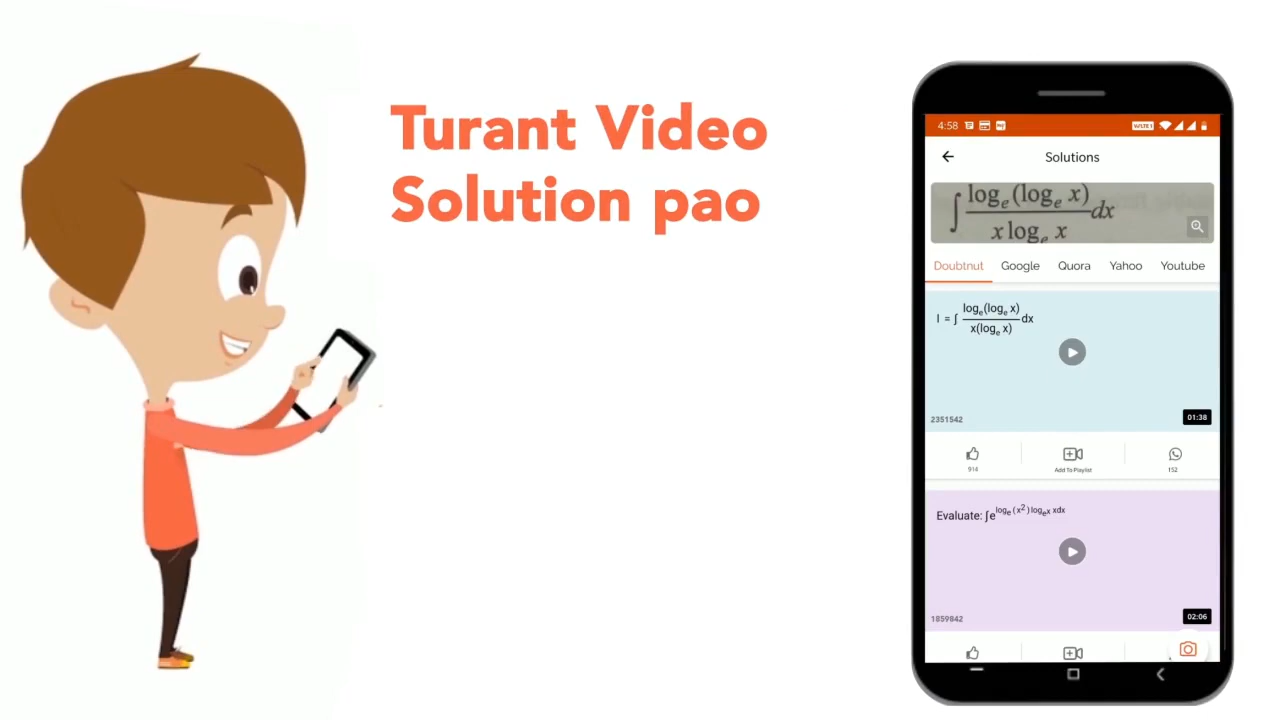 Turant Video
Solution pao
4:58
VoLTE1
Solutions
∫ logₑ(logₑ x) / x logₑ x dx
Doubtnut Google Quora Yahoo Youtube
I = ∫ logₑ(logₑ x) / x(logₑ x) dx
2351542 01:38
914 Add To Playlist 152
Evaluate: ∫e^logₑ(x²)logₑx xdx
1859842 02:06